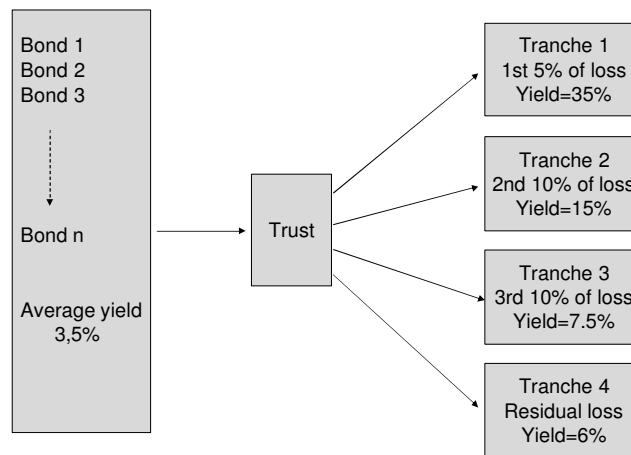 Bond 1
Bond 2
Bond 3
Bond n
Average yield
3,5%
Trust
Tranche 1
1st 5% of loss
Yield=35%
Tranche 2
2nd 10% of loss
Yield=15%
Tranche 3
3rd 10% of loss
Yield=7.5%
Tranche 4
Residual loss
Yield=6%